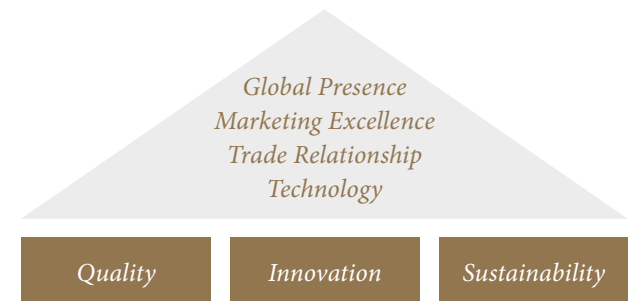 Global Presence
Marketing Excellence
Trade Relationship
Technology
Quality
Innovation
Sustainability